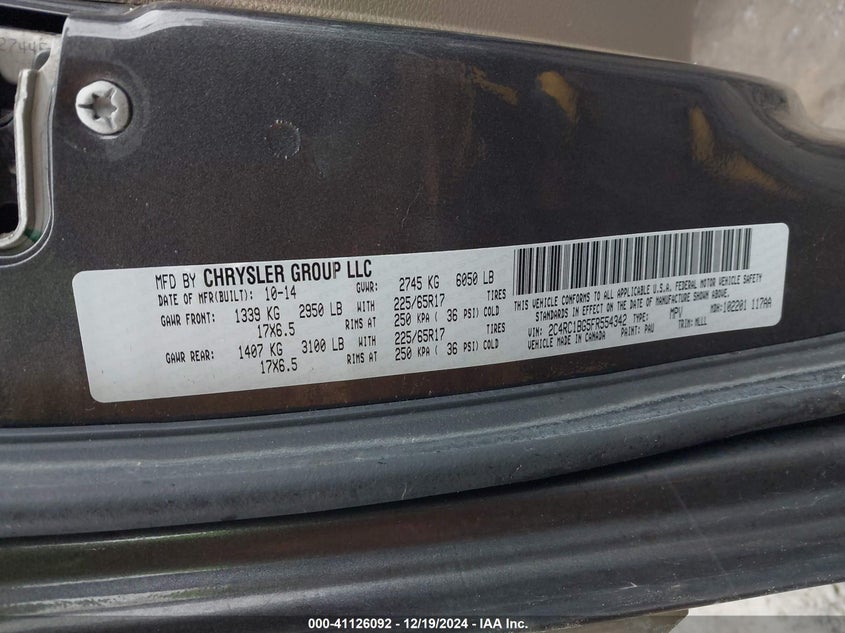 MFD BY CHRYSLER GROUP LLC
DATE OF MFR(BUILT): 10-14 GVWR: 2745 KG 6050 LB
GAWR FRONT: 1339 KG 2950 LB WITH 225/65R17 TIRES
17X6.5 RIMS AT 250 KPA ( 36 PSI) COLD
GAWR REAR: 1407 KG 3100 LB WITH 225/65R17 TIRES
17X6.5 RIMS AT 250 KPA ( 36 PSI) COLD
THIS VEHICLE CONFORMS TO ALL APPLICABLE U.S.A. FEDERAL MOTOR VEHICLE SAFETY
STANDARDS IN EFFECT ON THE DATE OF MANUFACTURE SHOWN ABOVE.
VIN: 2C4RC1BG5FR554342 TYPE: MPV MDH: 102201 117AA
VEHICLE MADE IN CANADA PAINT: PAU TRIM: MLL1
000-41126092 - 12/19/2024 - IAA Inc.